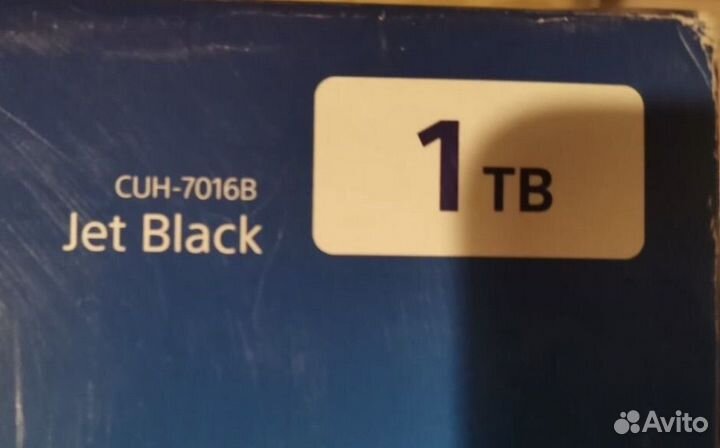 CUH-7016B
Jet Black
1 TB
Avito